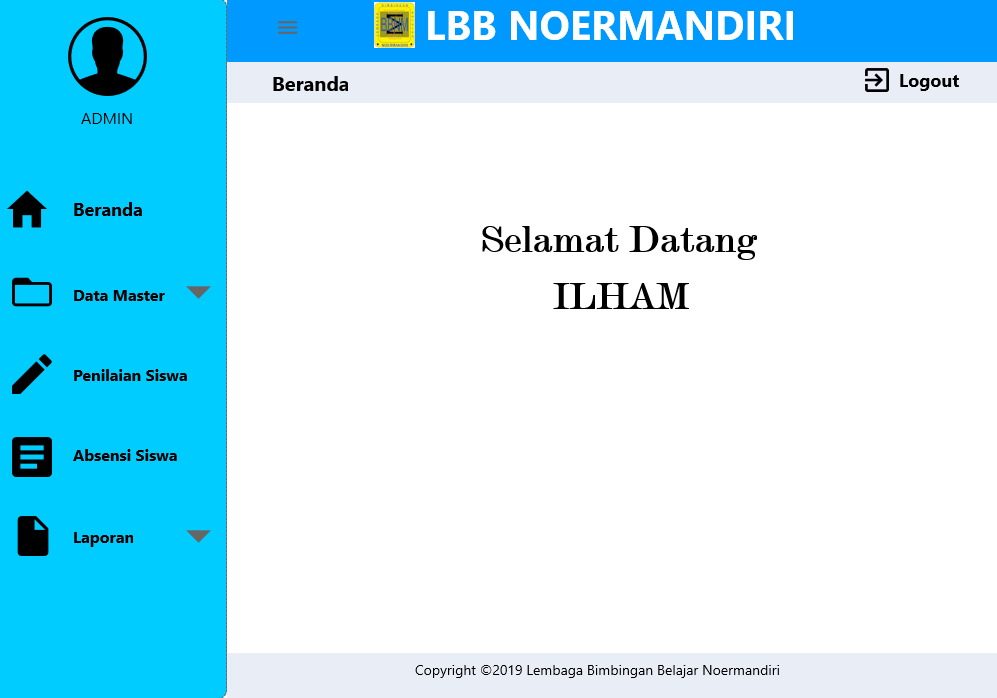 LBB NOERMANDIRI
ADMIN
Beranda
Logout
Beranda
Data Master
Penilaian Siswa
Absensi Siswa
Laporan
Selamat Datang
ILHAM
Copyright ©2019 Lembaga Bimbingan Belajar Noermandiri